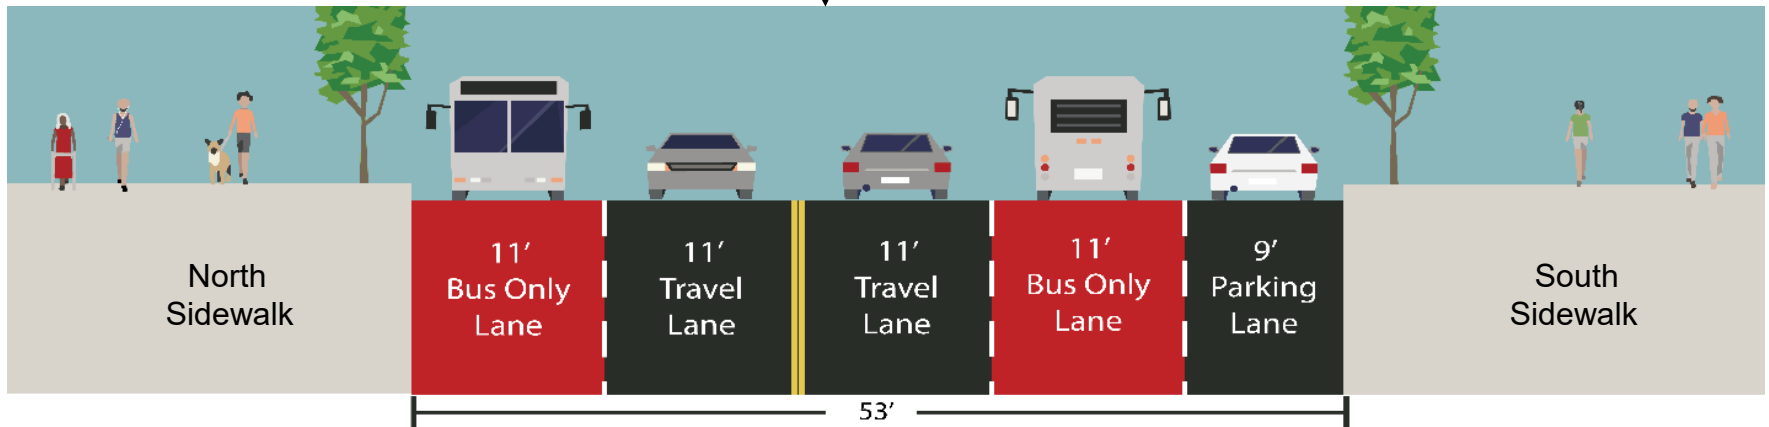 North
Sidewalk
11′
Bus Only
Lane
11′
Travel
Lane
11′
Travel
Lane
11′
Bus Only
Lane
9′
Parking
Lane
South
Sidewalk
53′